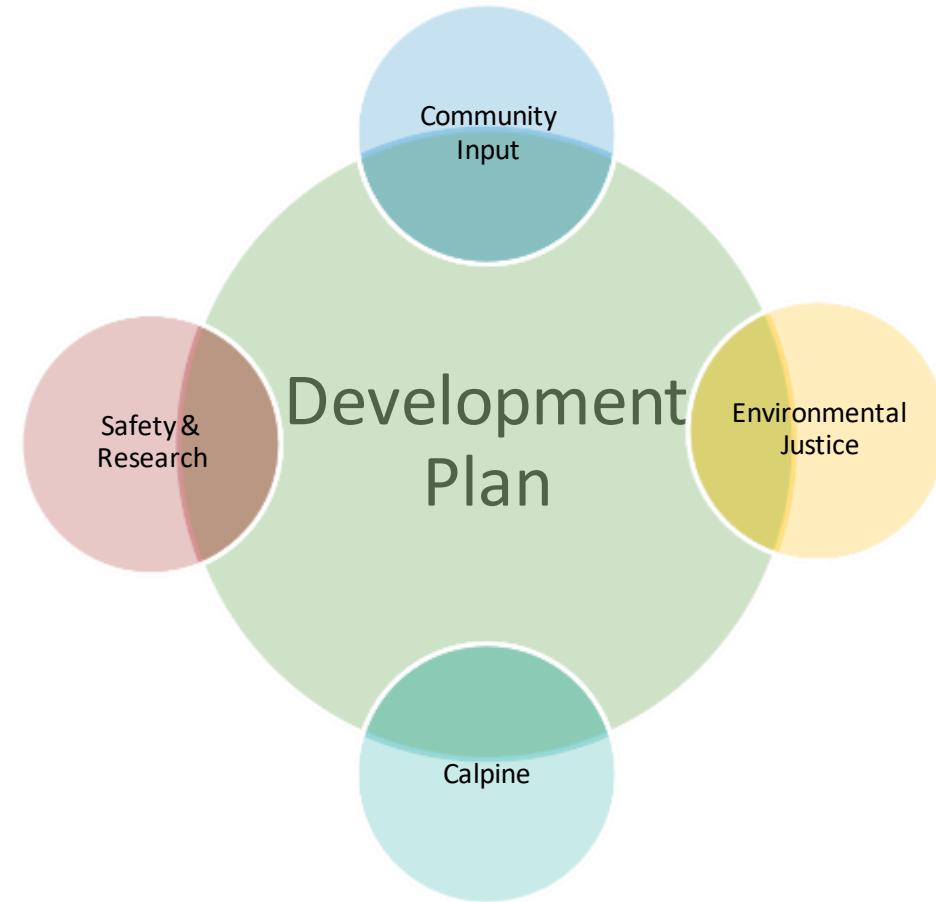 Community
Input
Development
Plan
Safety &
Research
Environmental
Justice
Calpine